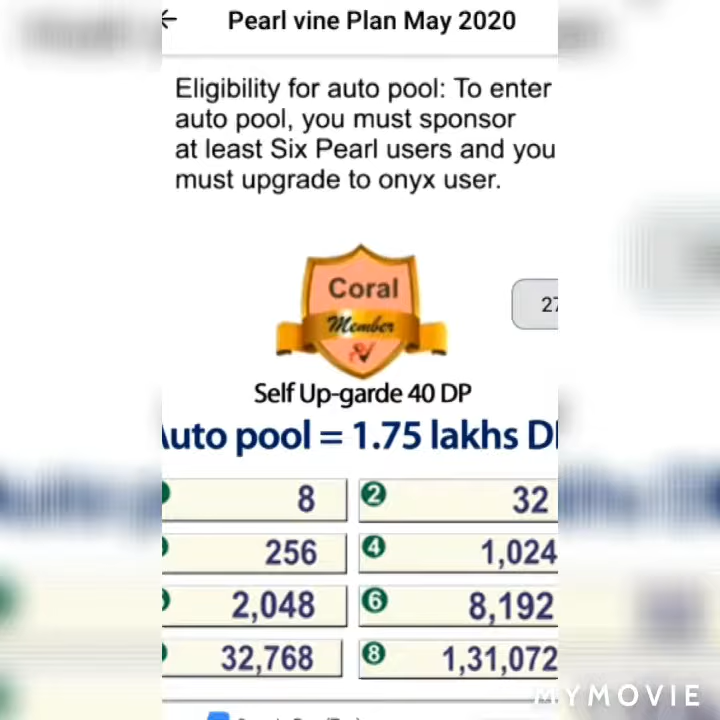 Pearl vine Plan May 2020
Eligibility for auto pool: To enter
auto pool, you must sponsor
at least Six Pearl users and you
must upgrade to onyx user.
Coral
Member
27
Self Up-garde 40 DP
uto pool = 1.75 lakhs D
8 2 32
256 4 1,024
2,048 6 8,192
32,768 8 1,31,072
MYMOVIE